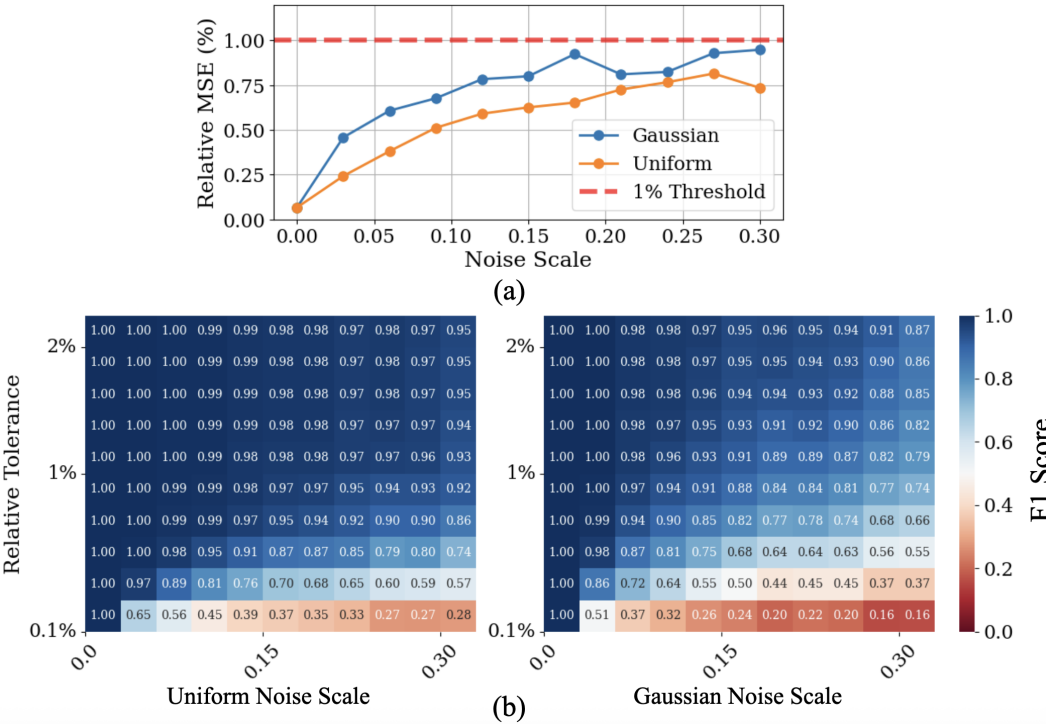 Relative MSE (%)
1.00
0.75
0.50
0.25
0.00
Gaussian
Uniform
1% Threshold
0.00 0.05 0.10 0.15 0.20 0.25 0.30
Noise Scale
(a)
Relative Tolerance
2%
1%
0.1%
1.00 1.00 1.00 0.99 0.99 0.98 0.98 0.97 0.98 0.97 0.95
1.00 1.00 1.00 0.99 0.99 0.98 0.98 0.97 0.98 0.97 0.95
1.00 1.00 1.00 0.99 0.99 0.98 0.98 0.97 0.98 0.97 0.95
1.00 1.00 1.00 0.99 0.99 0.98 0.98 0.97 0.97 0.97 0.94
1.00 1.00 1.00 0.99 0.98 0.98 0.98 0.97 0.97 0.96 0.93
1.00 1.00 0.99 0.99 0.98 0.97 0.97 0.95 0.94 0.93 0.92
1.00 1.00 0.99 0.99 0.97 0.95 0.94 0.92 0.90 0.90 0.86
1.00 1.00 0.98 0.95 0.91 0.87 0.87 0.85 0.79 0.80 0.74
1.00 0.97 0.89 0.81 0.76 0.70 0.68 0.65 0.60 0.59 0.57
1.00 0.65 0.56 0.45 0.39 0.37 0.35 0.33 0.27 0.27 0.28
0.0 0.15 0.30
Uniform Noise Scale
2%
1%
0.1%
1.00 1.00 0.98 0.98 0.97 0.95 0.96 0.95 0.94 0.91 0.87
1.00 1.00 0.98 0.98 0.97 0.95 0.95 0.94 0.93 0.90 0.86
1.00 1.00 0.98 0.98 0.96 0.94 0.94 0.93 0.92 0.88 0.85
1.00 1.00 0.98 0.97 0.95 0.93 0.91 0.92 0.90 0.86 0.82
1.00 1.00 0.98 0.96 0.93 0.91 0.89 0.89 0.87 0.82 0.79
1.00 1.00 0.97 0.94 0.91 0.88 0.84 0.84 0.81 0.77 0.74
1.00 0.99 0.94 0.90 0.85 0.82 0.77 0.78 0.74 0.68 0.66
1.00 0.98 0.87 0.81 0.75 0.68 0.64 0.64 0.63 0.56 0.55
1.00 0.86 0.72 0.64 0.55 0.50 0.44 0.45 0.45 0.37 0.37
1.00 0.51 0.37 0.32 0.26 0.24 0.20 0.22 0.20 0.16 0.16
0.0 0.15 0.30
Gaussian Noise Scale
1.0
0.8
0.6
0.4
0.2
0.0
F1 Score
(b)